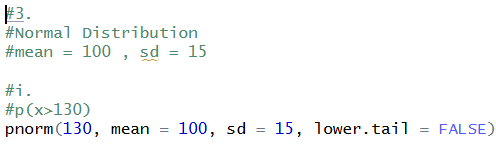 #3.
#Normal Distribution
#mean = 100 , sd = 15
#i.
#p(x>130)
pnorm(130, mean = 100, sd = 15, lower.tail = FALSE)